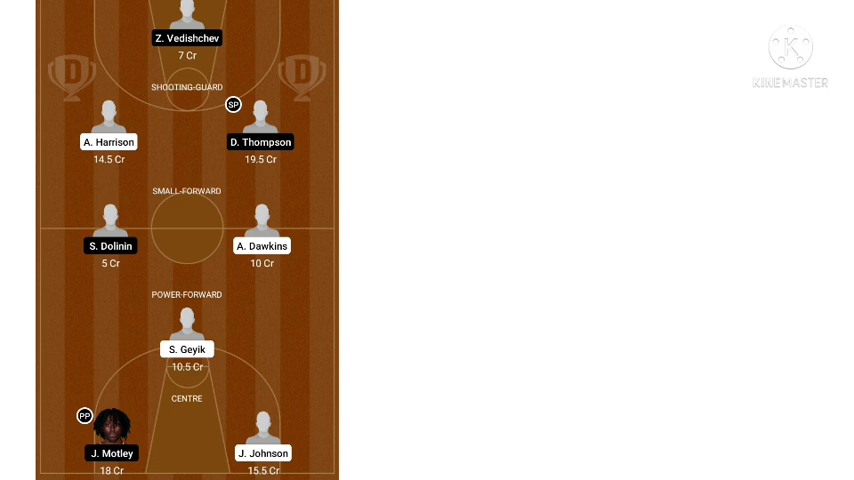 Z. Vedishchev
7 Cr
SHOOTING-GUARD
SP
A. Harrison
D. Thompson
14.5 Cr
19.5 Cr
SMALL-FORWARD
S. Dolinin
A. Dawkins
5 Cr
10 Cr
POWER-FORWARD
S. Geyik
10.5 Cr
CENTRE
PP
J. Motley
J. Johnson
18 Cr
15.5 Cr
D
D
K
KINEMASTER